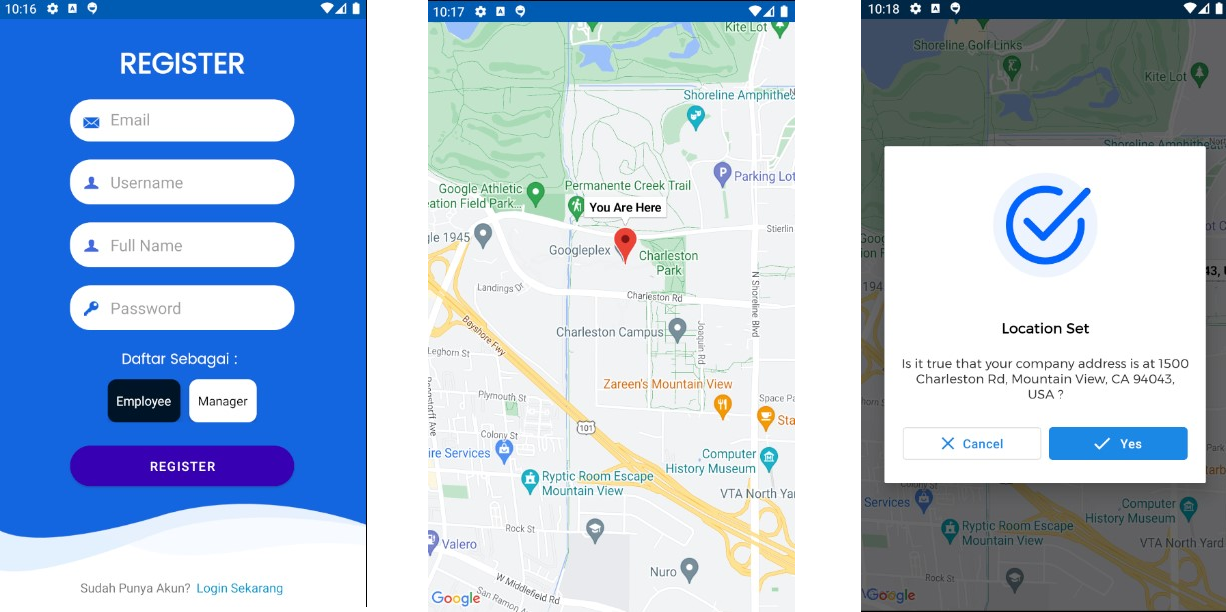 10:16
REGISTER
Email
Username
Full Name
Password
Daftar Sebagai :
Employee
Manager
REGISTER
Sudah Punya Akun? Login Sekarang
10:17
Kite Lot
Shoreline Amphithea
Parking Lot
Google Athletic
eation Field Park...
Permanente Creek Trail
You Are Here
gle 1945
Googleplex
Stierlin
Charleston
Park
Landings Dr
Charleston Rd
N Shoreline Blvd
Bayshore Fwy
Charleston Campus
Joaquin Rd
Leghorn St
Zareen's Mountain View
Plymouth St
Space Pa
Sta
101
Colony St
ire Services
Computer
History Museum
Ryptic Room Escape
Mountain View
VTA North Yar
Rock St
Valero
Nuro
W Middlefield Rd
San Ramon
Google
10:18
Shoreline Golf Links
Kite Lot
Shoreline Amphitheatre
Location Set
Is it true that your company address is at 1500
Charleston Rd, Mountain View, CA 94043,
USA ?
Cancel
Yes
Colony St
Services
Computer
History Museum
Ryptic Room Escape
Mountain View
VTA North Yard
Rock St
Google